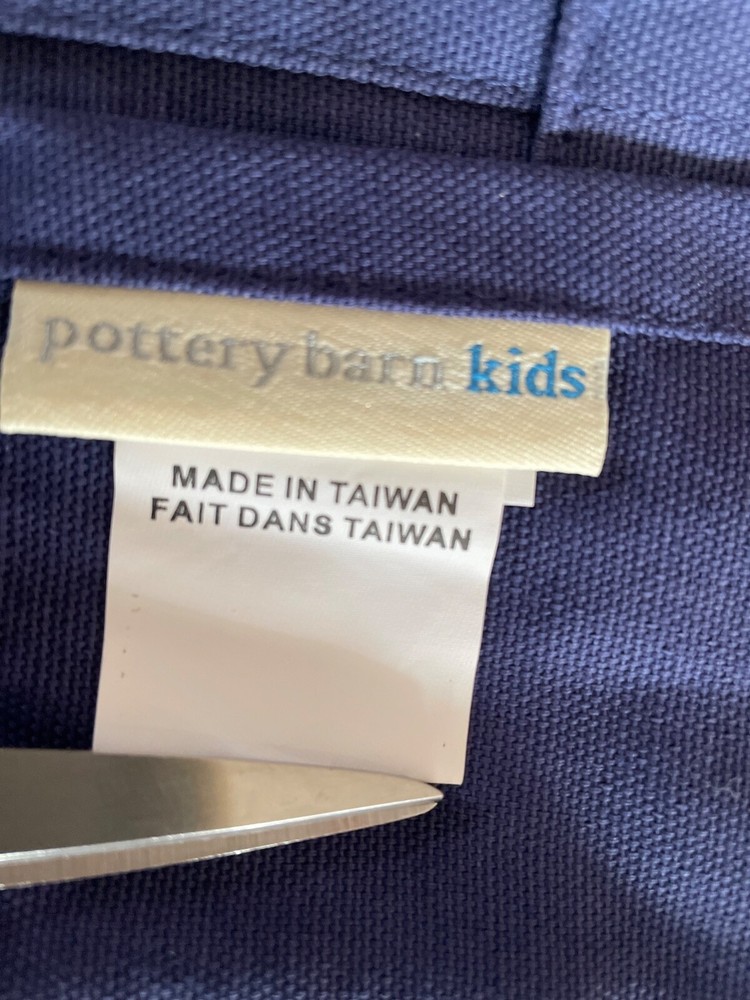 pottery barn kids
MADE IN TAIWAN
FAIT DANS TAIWAN